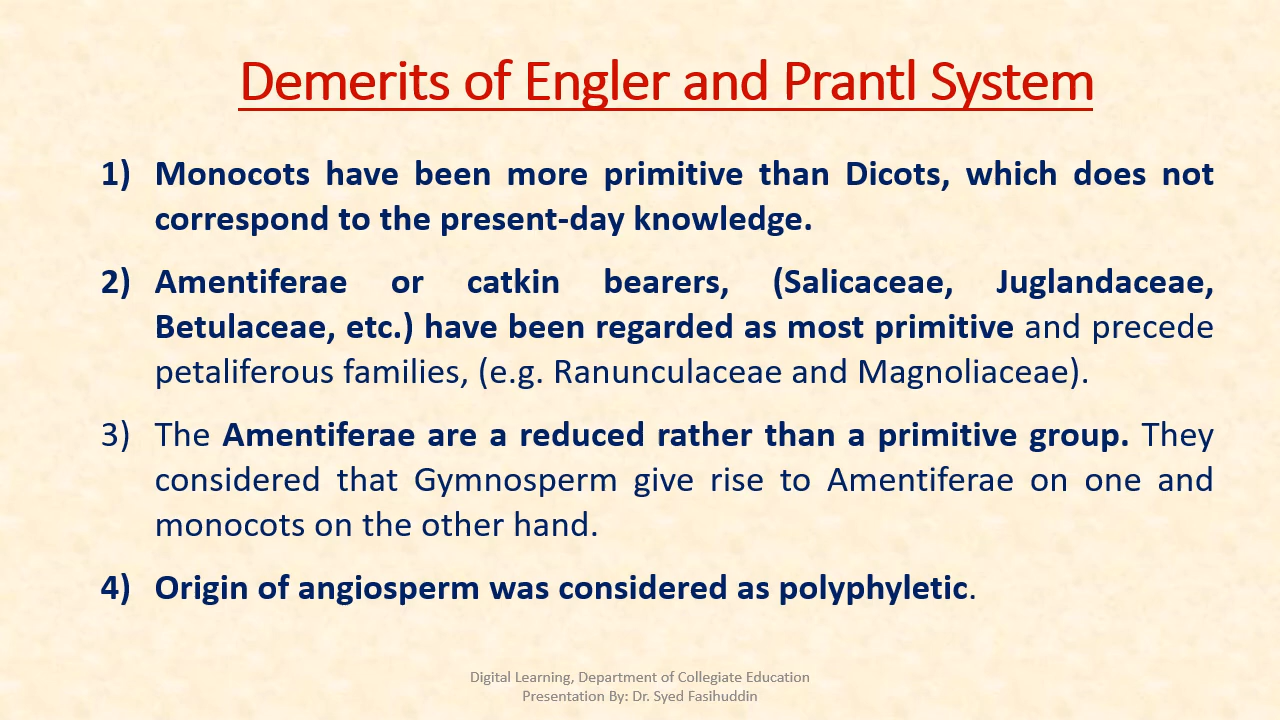 Demerits of Engler and Prantl System
1) Monocots have been more primitive than Dicots, which does not
correspond to the present-day knowledge.
2) Amentiferae or catkin bearers, (Salicaceae, Juglandaceae,
Betulaceae, etc.) have been regarded as most primitive and precede
petaliferous families, (e.g. Ranunculaceae and Magnoliaceae).
3) The Amentiferae are a reduced rather than a primitive group. They
considered that Gymnosperm give rise to Amentiferae on one and
monocots on the other hand.
4) Origin of angiosperm was considered as polyphyletic.
Digital Learning, Department of Collegiate Education
Presentation By: Dr. Syed Fasihuddin